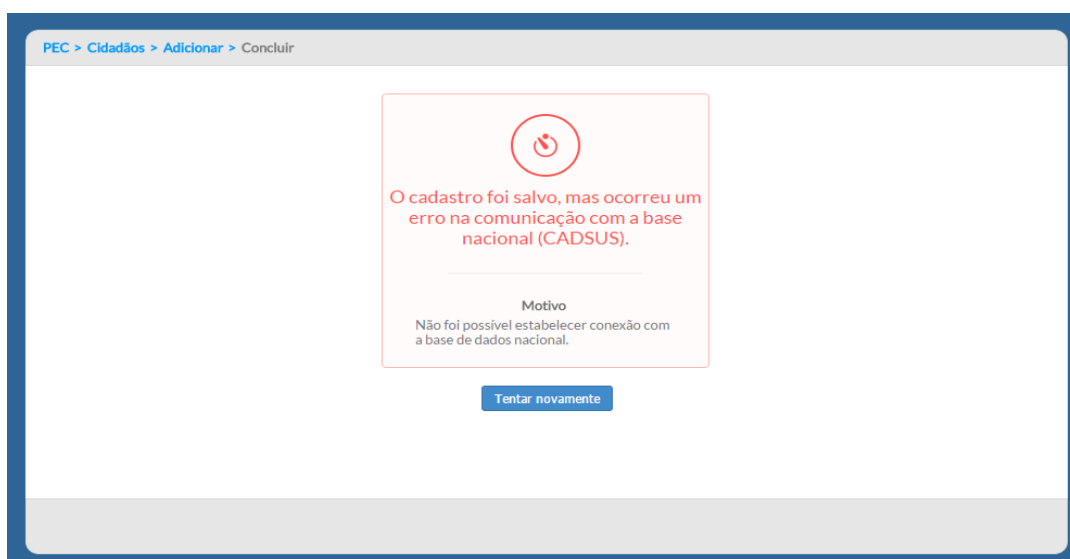 PEC > Cidadãos > Adicionar > Concluir
O cadastro foi salvo, mas ocorreu um
erro na comunicação com a base
nacional (CADSUS).
Motivo
Não foi possível estabelecer conexão com
a base de dados nacional.
Tentar novamente